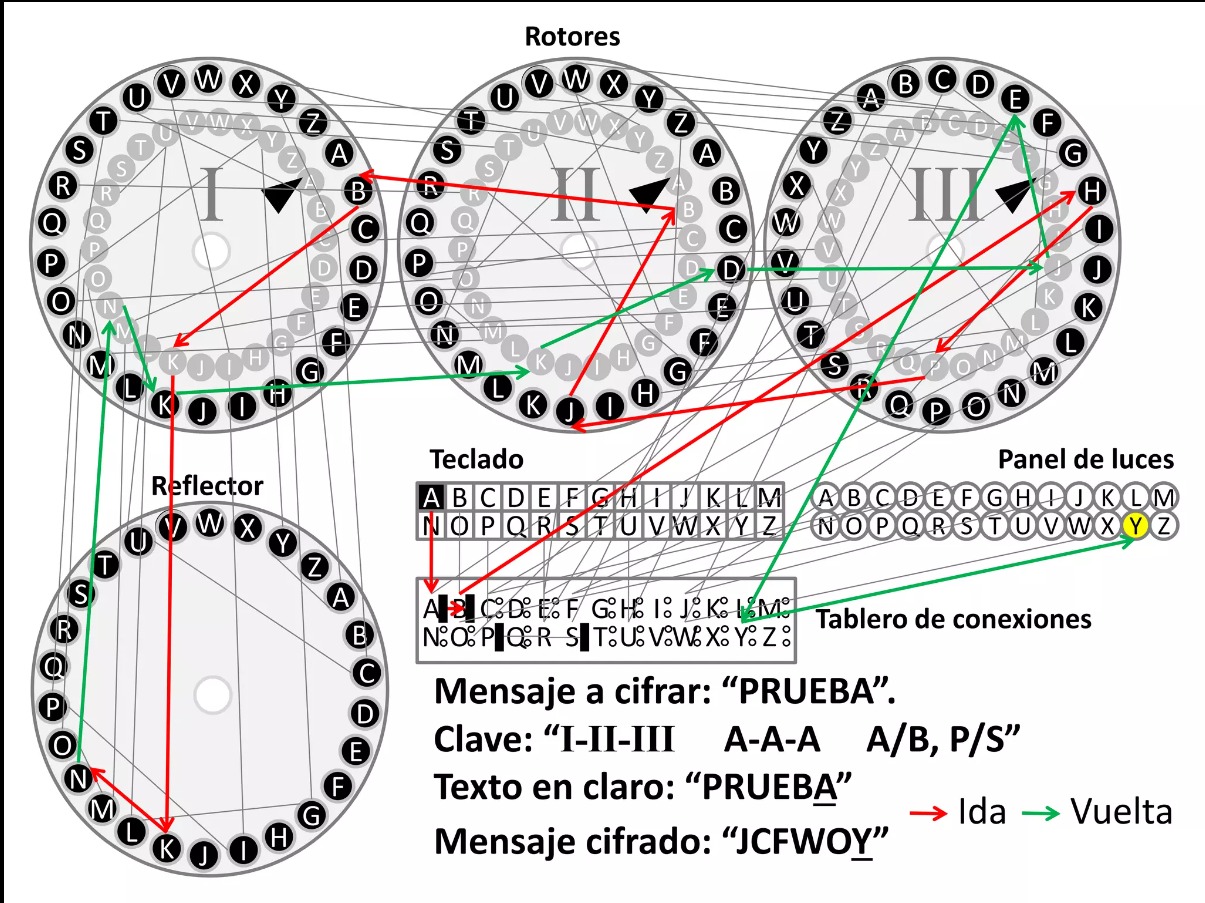 Rotores
I
II
III
A B C D E F G H I J K L M N O P Q R S T U V W X Y Z
A B C D E F G H I J K L M N O P Q R S T U V W X Y Z
A B C D E F G H I J K L M N O P Q R S T U V W X Y Z
Teclado
A B C D E F G H I J K L M
N O P Q R S T U V W X Y Z
Panel de luces
A B C D E F G H I J K L M
N O P Q R S T U V W X Y Z
Reflector
A B C D E F G H I J K L M N O P Q R S T U V W X Y Z
A B C D E F G H I J K L M
N O P Q R S T U V W X Y Z
Tablero de conexiones
Mensaje a cifrar: “PRUEBA”.
Clave: “I-II-III A-A-A A/B, P/S”
Texto en claro: “PRUEBA”
Mensaje cifrado: “JCFWOY”
Ida
Vuelta